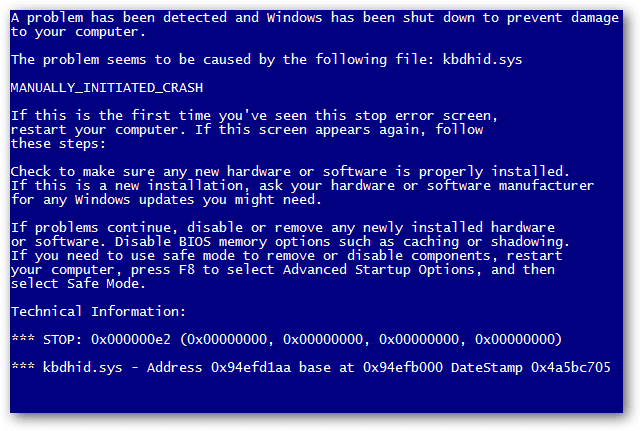 A problem has been detected and Windows has been shut down to prevent damage
to your computer.
The problem seems to be caused by the following file: kbdhid.sys
MANUALLY_INITIATED_CRASH
If this is the first time you've seen this stop error screen,
restart your computer. If this screen appears again, follow
these steps:
Check to make sure any new hardware or software is properly installed.
If this is a new installation, ask your hardware or software manufacturer
for any Windows updates you might need.
If problems continue, disable or remove any newly installed hardware
or software. Disable BIOS memory options such as caching or shadowing.
If you need to use safe mode to remove or disable components, restart
your computer, press F8 to select Advanced Startup Options, and then
select Safe Mode.
Technical Information:
*** STOP: 0x000000e2 (0x00000000, 0x00000000, 0x00000000, 0x00000000)
*** kbdhid.sys - Address 0x94efd1aa base at 0x94efb000 DateStamp 0x4a5bc705